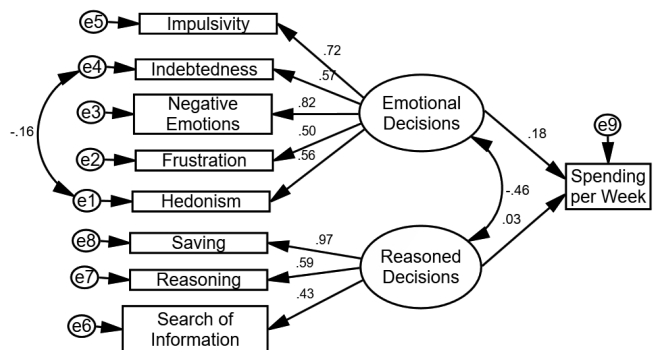 e5
Impulsivity
.72
e4
Indebtedness
.57
e3
Negative
Emotions
.82
Emotional
Decisions
-.16
e2
Frustration
.50
.56
e1
Hedonism
.18
e9
Spending
per Week
-.46
.03
e8
Saving
.97
e7
Reasoning
.59
Reasoned
Decisions
.43
e6
Search of
Information